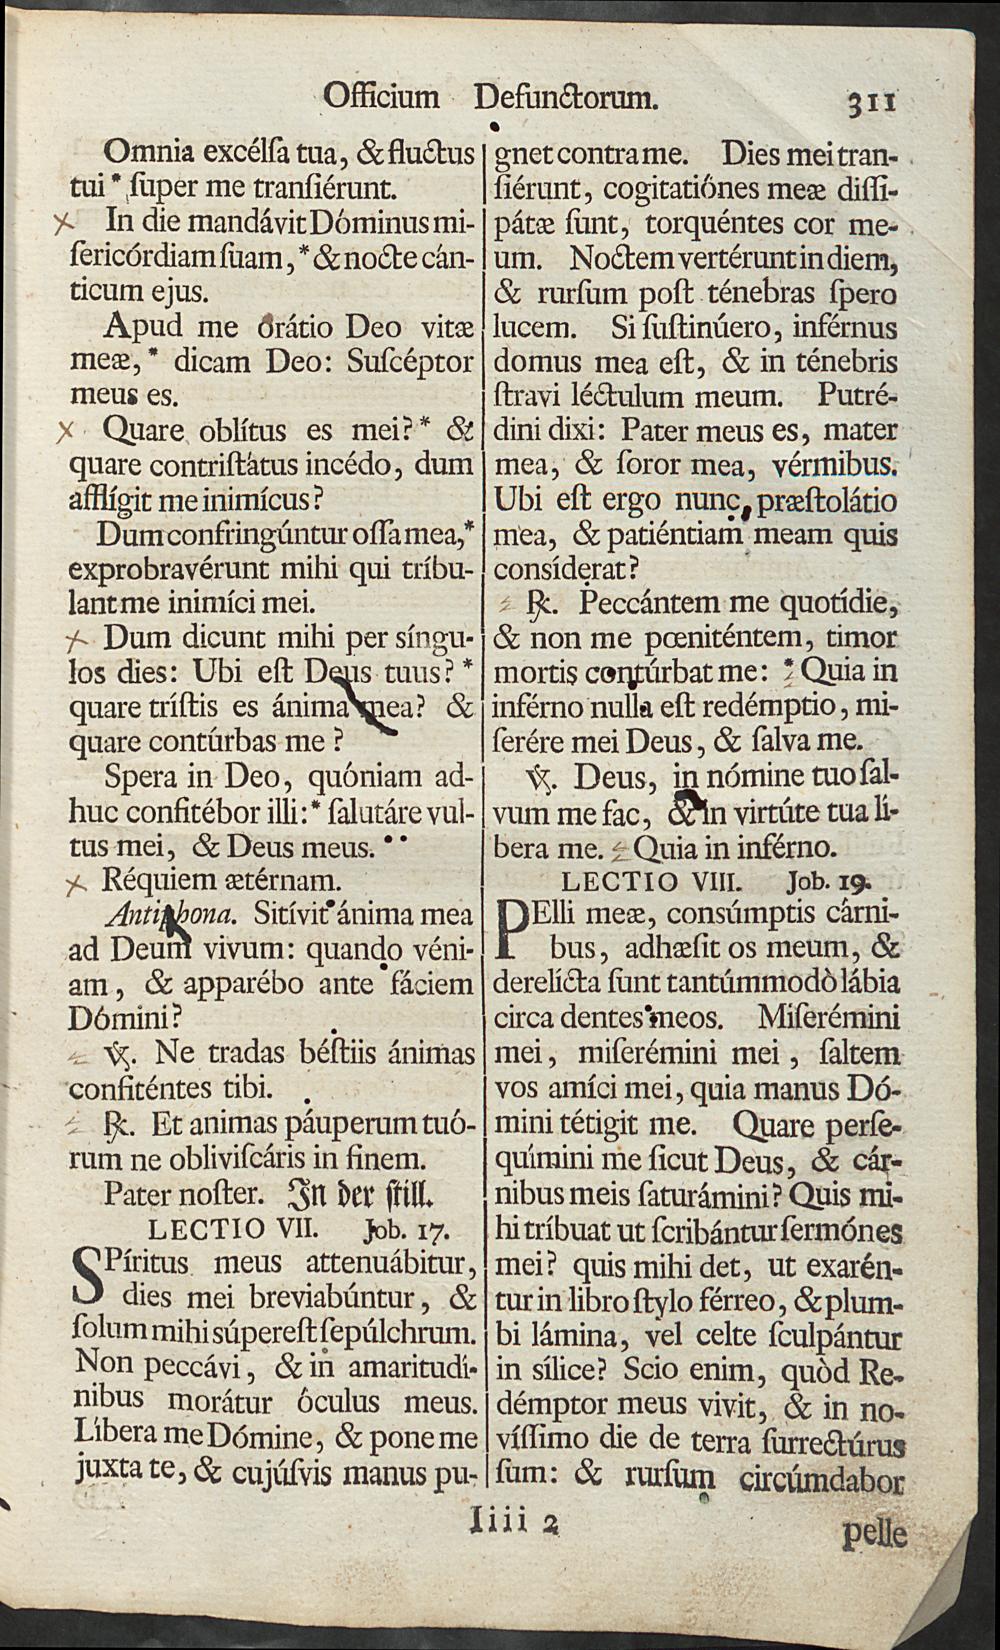 Officium Defunctorum. 311
Omnia excélſa tua, & fluctus
tui * ſuper me tranſiérunt.
In die mandávit Dóminus mi-
ſericórdiam ſuam, * & nocte cán-
ticum ejus.
Apud me orátio Deo vitæ
meæ, * dicam Deo: Suſcéptor
meus es.
Quare oblítus es mei? * &
quare contriſtátus incédo, dum
afflígit me inimícus?
Dum confringúntur oſſa mea, *
exprobravérunt mihi qui tríbu-
lant me inimíci mei.
Dum dicunt mihi per síngu-
los dies: Ubi eſt Deus tuus? *
quare tríſtis es ánima mea? &
quare contúrbas me?
Spera in Deo, quóniam ad-
huc confitébor illi: * ſalutáre vul-
tus mei, & Deus meus.
Réquiem ætérnam.
Antiphona. Sitívit ánima mea
ad Deum vivum: quando véni-
am, & apparébo ante fáciem
Dómini?
℣. Ne tradas béſtiis ánimas
confiténtes tibi.
℟. Et animas páuperum tuó-
rum ne obliviſcáris in finem.
Pater noſter. In der ſtill.
LECTIO VII. Job. 17.
SPíritus meus attenuábitur,
dies mei breviabúntur, &
ſolum mihi súpereſt ſepúlchrum.
Non peccávi, & in amaritudí-
nibus morátur óculus meus.
Líbera me Dómine, & pone me
juxta te, & cujúſvis manus pu-
gnet contra me. Dies mei tran-
ſiérunt, cogitatiónes meæ diſſi-
pátæ ſunt, torquéntes cor me-
um. Noctem vertérunt in diem,
& rurſum poſt ténebras ſpero
lucem. Si ſuſtinúero, inférnus
domus mea eſt, & in ténebris
ſtravi léctulum meum. Putré-
dini dixi: Pater meus es, mater
mea, & ſoror mea, vérmibus.
Ubi eſt ergo nunc, præſtolátio
mea, & patiéntiam meam quis
consíderat?
℟. Peccántem me quotídie,
& non me pœniténtem, timor
mortis contúrbat me: * Quia in
inférno nulla eſt redémptio, mi-
ſerére mei Deus, & ſalva me.
℣. Deus, in nómine tuo ſal-
vum me fac, & in virtúte tua lí-
bera me. Quia in inférno.
LECTIO VIII. Job. 19.
PElli meæ, consúmptis cárni-
bus, adhæſit os meum, &
derelícta ſunt tantúmmodò lábia
circa dentes meos. Miſerémini
mei, miſerémini mei, ſaltem
vos amíci mei, quia manus Dó-
mini tétigit me. Quare perſe-
químini me ſicut Deus, & cár-
nibus meis ſaturámini? Quis mi-
hi tríbuat ut ſcribántur ſermónes
mei? quis mihi det, ut exarén-
tur in libro ſtylo férreo, & plum-
bi lámina, vel celte ſculpántur
in sílice? Scio enim, quòd Re-
démptor meus vivit, & in no-
víſſimo die de terra ſurrectúrus
ſum: & rurſum circúmdabor
Iiii 2
pelle